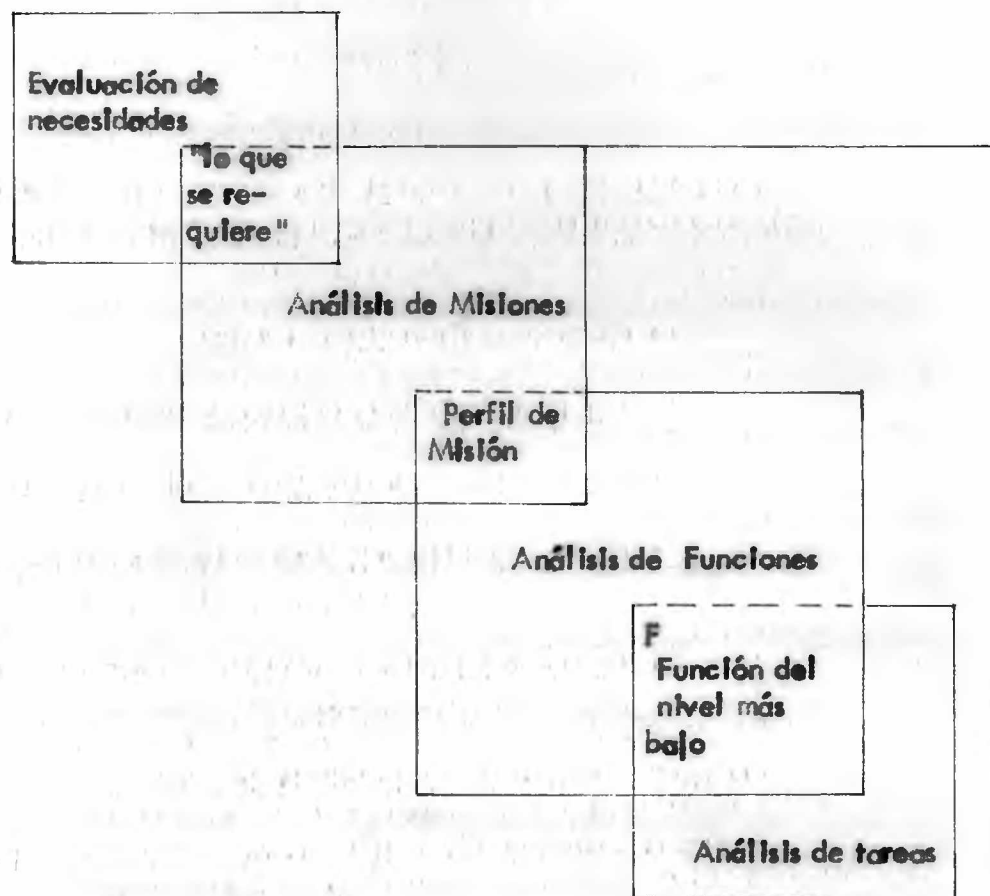 Evaluación de
necesidades
"lo que
se re-
quiere"
Análisis de Misiones
Perfil de
Misión
Análisis de Funciones
F
Función del
nivel más
bajo
Análisis de tareas